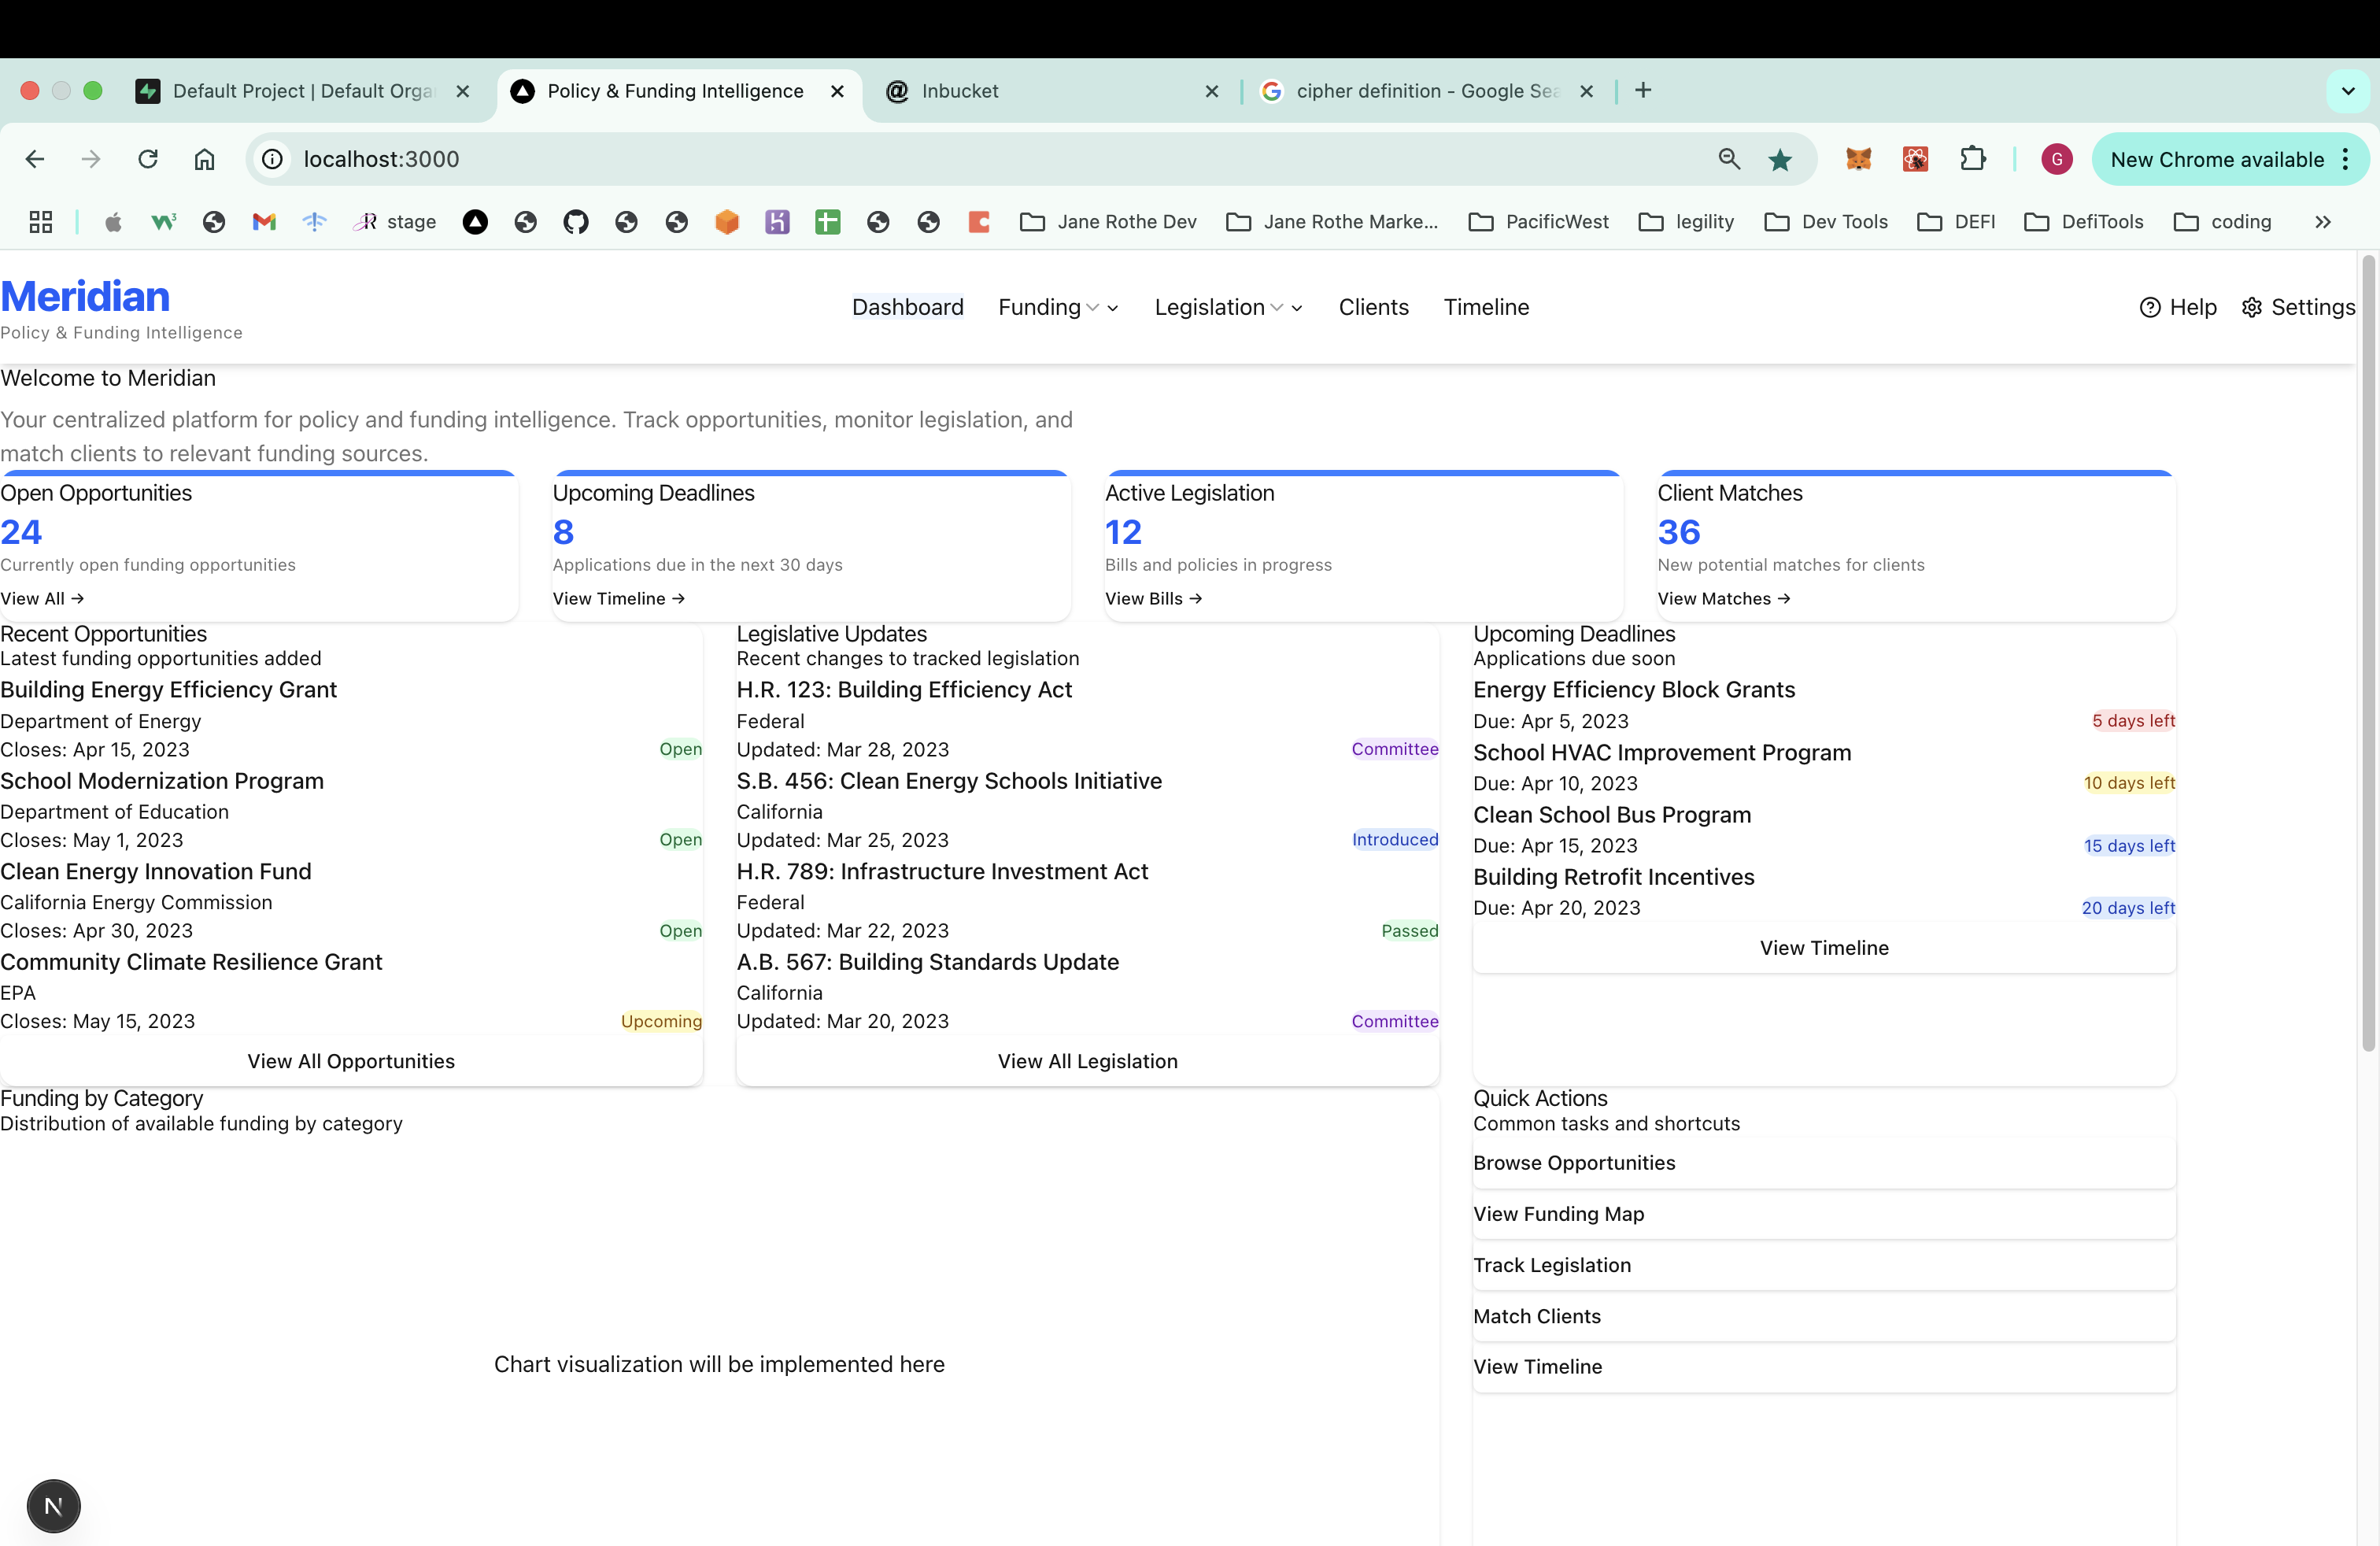 Default Project | Default Orga
Policy & Funding Intelligence
Inbucket
cipher definition - Google Sea
localhost:3000
G
New Chrome available
stage
Jane Rothe Dev
Jane Rothe Marke...
PacificWest
legility
Dev Tools
DEFI
DefiTools
coding
Meridian
Policy & Funding Intelligence
Dashboard
Funding
Legislation
Clients
Timeline
Help
Settings
Welcome to Meridian
Your centralized platform for policy and funding intelligence. Track opportunities, monitor legislation, and
match clients to relevant funding sources.
Open Opportunities
24
Currently open funding opportunities
View All →
Upcoming Deadlines
8
Applications due in the next 30 days
View Timeline →
Active Legislation
12
Bills and policies in progress
View Bills →
Client Matches
36
New potential matches for clients
View Matches →
Recent Opportunities
Latest funding opportunities added
Building Energy Efficiency Grant
Department of Energy
Closes: Apr 15, 2023 Open
School Modernization Program
Department of Education
Closes: May 1, 2023 Open
Clean Energy Innovation Fund
California Energy Commission
Closes: Apr 30, 2023 Open
Community Climate Resilience Grant
EPA
Closes: May 15, 2023 Upcoming
View All Opportunities
Legislative Updates
Recent changes to tracked legislation
H.R. 123: Building Efficiency Act
Federal
Updated: Mar 28, 2023 Committee
S.B. 456: Clean Energy Schools Initiative
California
Updated: Mar 25, 2023 Introduced
H.R. 789: Infrastructure Investment Act
Federal
Updated: Mar 22, 2023 Passed
A.B. 567: Building Standards Update
California
Updated: Mar 20, 2023 Committee
View All Legislation
Upcoming Deadlines
Applications due soon
Energy Efficiency Block Grants
Due: Apr 5, 2023 5 days left
School HVAC Improvement Program
Due: Apr 10, 2023 10 days left
Clean School Bus Program
Due: Apr 15, 2023 15 days left
Building Retrofit Incentives
Due: Apr 20, 2023 20 days left
View Timeline
Funding by Category
Distribution of available funding by category
Chart visualization will be implemented here
Quick Actions
Common tasks and shortcuts
Browse Opportunities
View Funding Map
Track Legislation
Match Clients
View Timeline
N